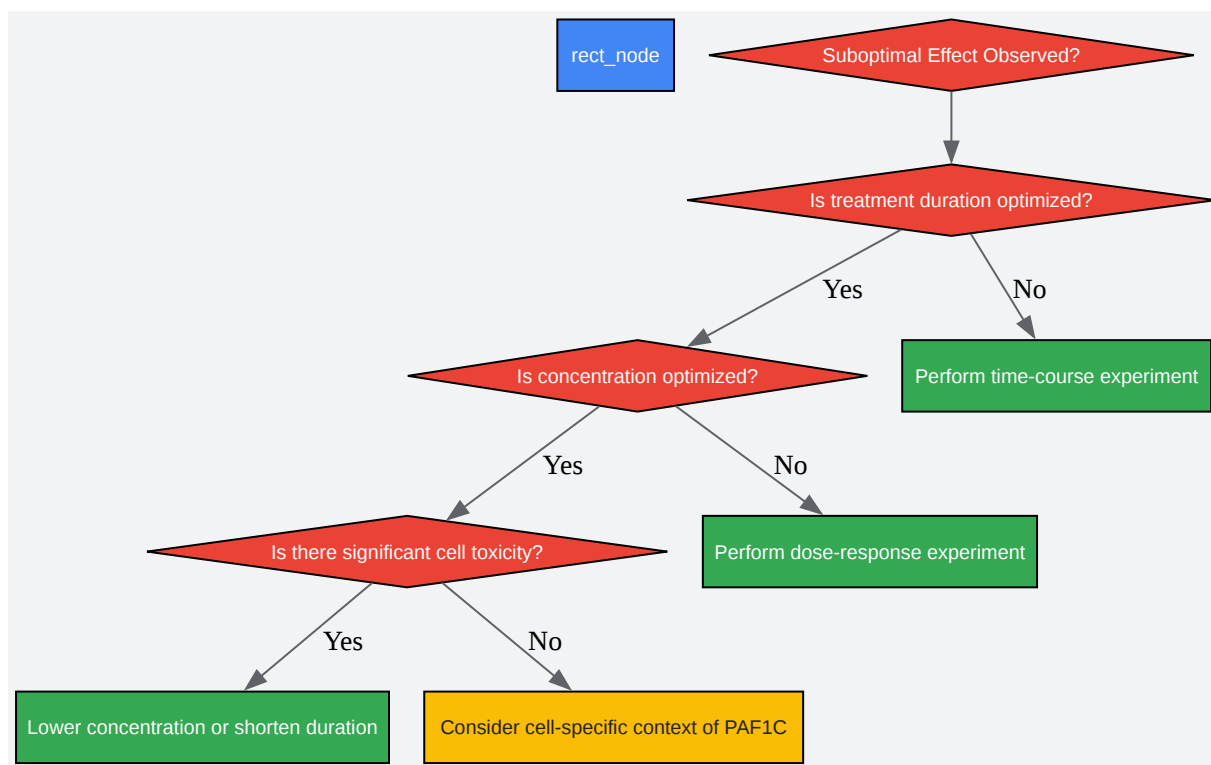 rect_node
Suboptimal Effect Observed?
Is treatment duration optimized?
Yes
No
Is concentration optimized?
Perform time-course experiment
Yes
No
Is there significant cell toxicity?
Perform dose-response experiment
Yes
No
Lower concentration or shorten duration
Consider cell-specific context of PAF1C